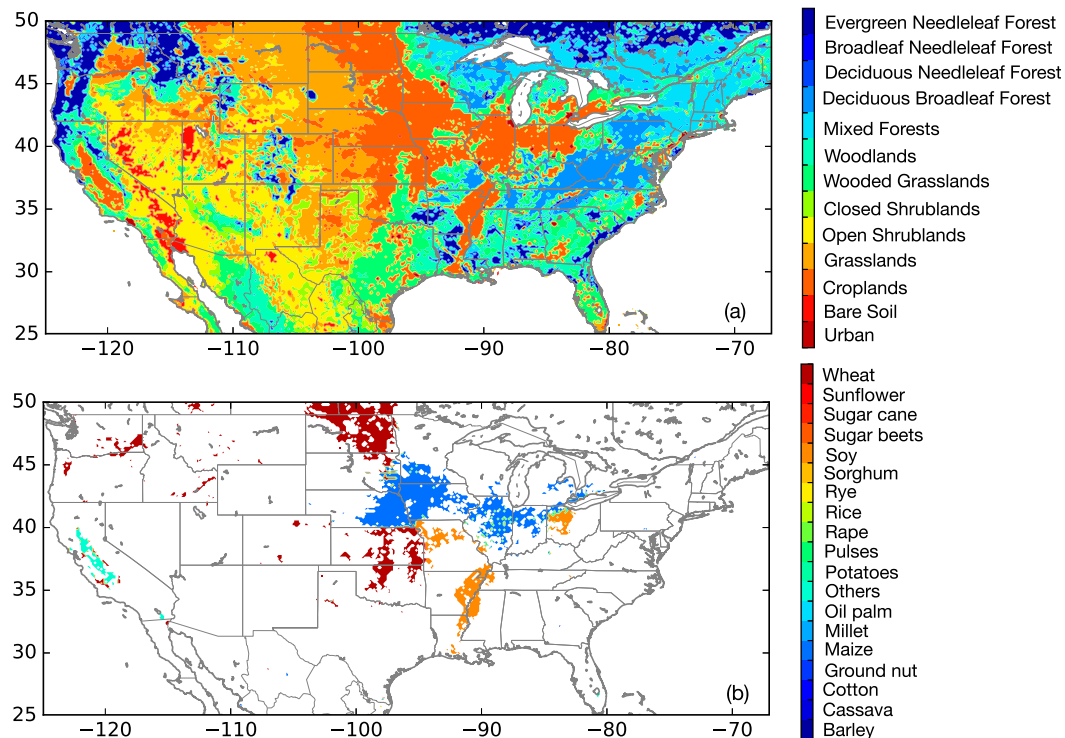 50
45
40
35
30
25
−120
−110
−100
−90
−80
−70
(a)
Evergreen Needleleaf Forest
Broadleaf Needleleaf Forest
Deciduous Needleleaf Forest
Deciduous Broadleaf Forest
Mixed Forests
Woodlands
Wooded Grasslands
Closed Shrublands
Open Shrublands
Grasslands
Croplands
Bare Soil
Urban
50
45
40
35
30
25
−120
−110
−100
−90
−80
−70
(b)
Wheat
Sunflower
Sugar cane
Sugar beets
Soy
Sorghum
Rye
Rice
Rape
Pulses
Potatoes
Others
Oil palm
Millet
Maize
Ground nut
Cotton
Cassava
Barley